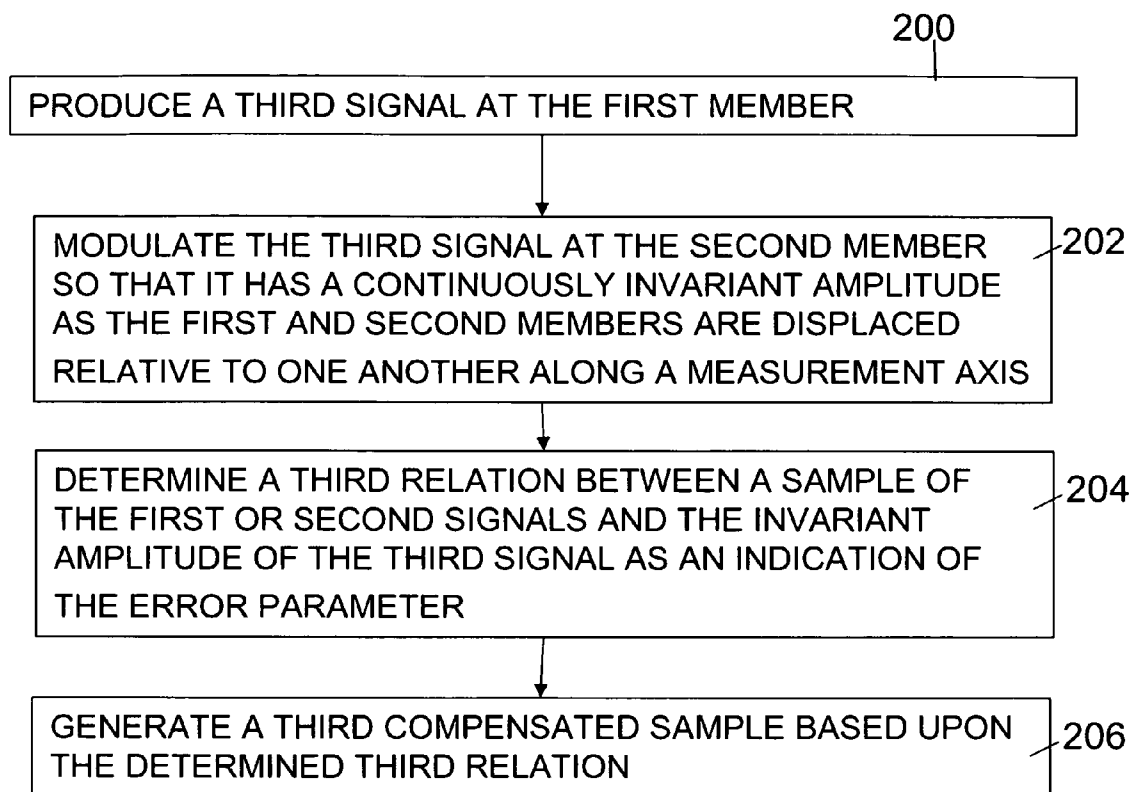 200
PRODUCE A THIRD SIGNAL AT THE FIRST MEMBER
MODULATE THE THIRD SIGNAL AT THE SECOND MEMBER
SO THAT IT HAS A CONTINUOUSLY INVARIANT AMPLITUDE
AS THE FIRST AND SECOND MEMBERS ARE DISPLACED
RELATIVE TO ONE ANOTHER ALONG A MEASUREMENT AXIS
202
DETERMINE A THIRD RELATION BETWEEN A SAMPLE OF
THE FIRST OR SECOND SIGNALS AND THE INVARIANT
AMPLITUDE OF THE THIRD SIGNAL AS AN INDICATION OF
THE ERROR PARAMETER
204
GENERATE A THIRD COMPENSATED SAMPLE BASED UPON
THE DETERMINED THIRD RELATION
206